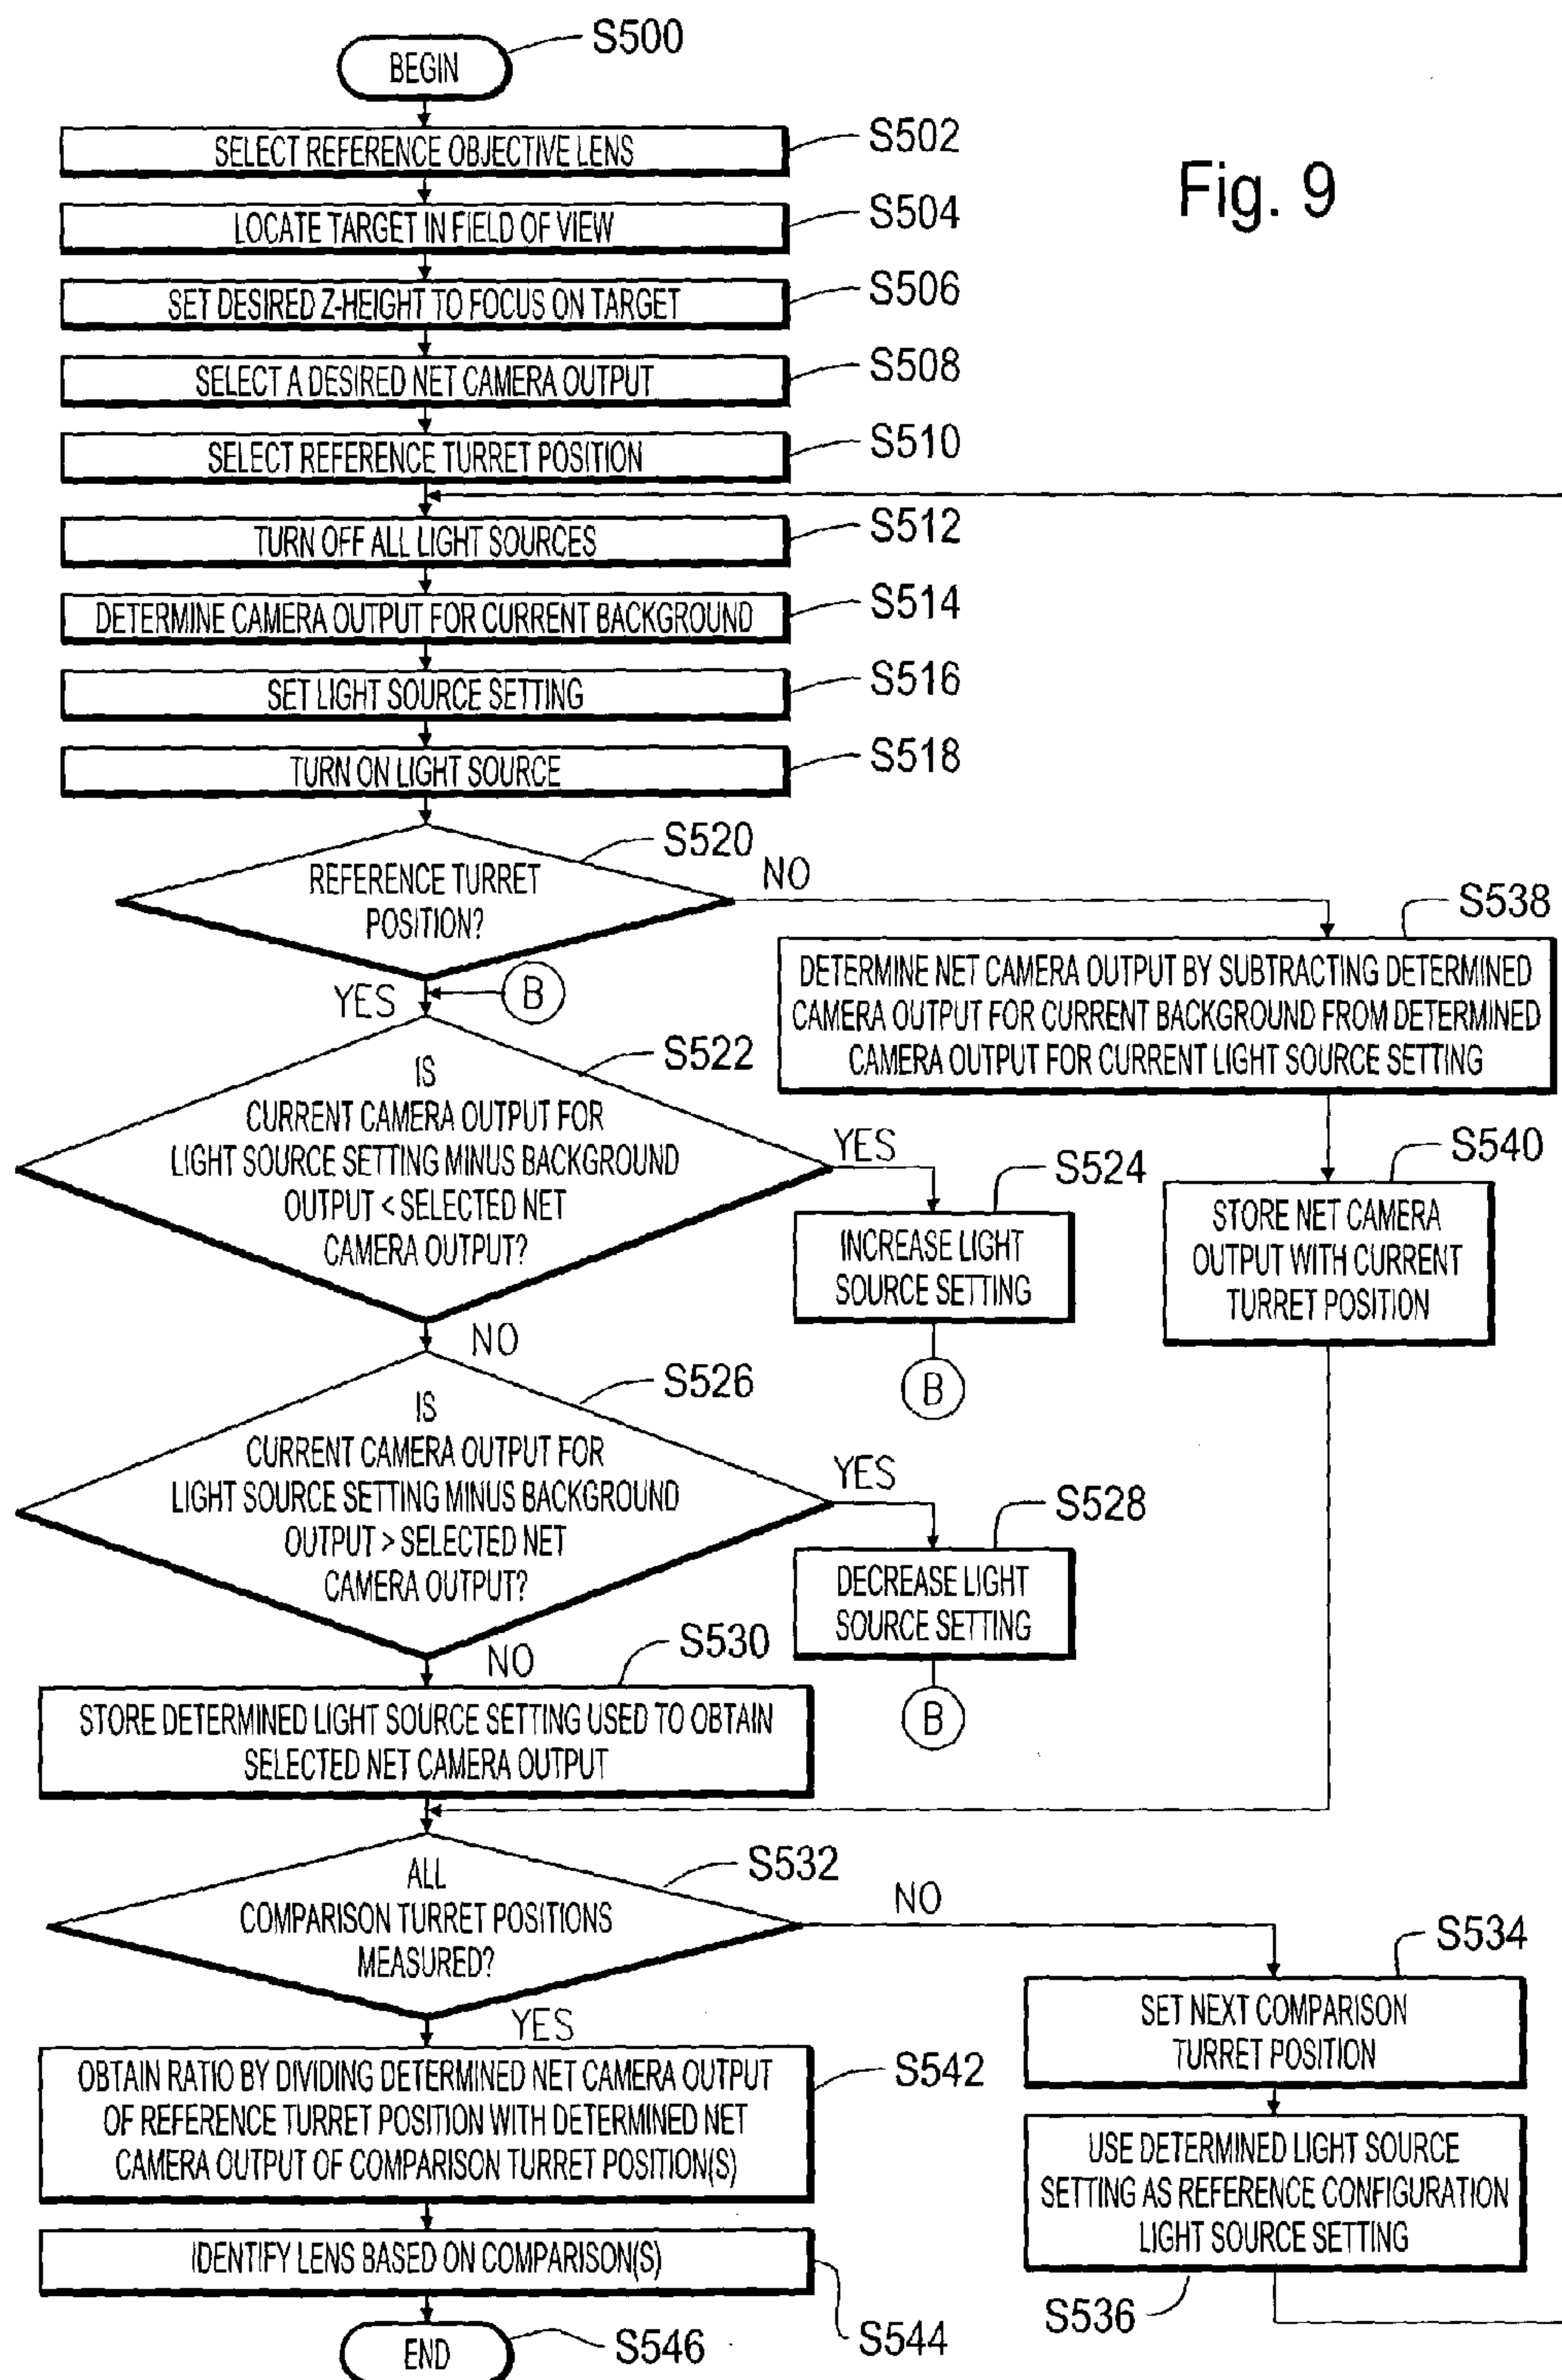 S500
BEGIN
S502
SELECT REFERENCE OBJECTIVE LENS
Fig. 9
S504
LOCATE TARGET IN FIELD OF VIEW
S506
SET DESIRED Z-HEIGHT TO FOCUS ON TARGET
S508
SELECT A DESIRED NET CAMERA OUTPUT
S510
SELECT REFERENCE TURRET POSITION
S512
TURN OFF ALL LIGHT SOURCES
S514
DETERMINE CAMERA OUTPUT FOR CURRENT BACKGROUND
S516
SET LIGHT SOURCE SETTING
S518
TURN ON LIGHT SOURCE
S520
REFERENCE TURRET
POSITION?
NO
S538
DETERMINE NET CAMERA OUTPUT BY SUBTRACTING DETERMINED
CAMERA OUTPUT FOR CURRENT BACKGROUND FROM DETERMINED
CAMERA OUTPUT FOR CURRENT LIGHT SOURCE SETTING
YES
B
S522
IS
CURRENT CAMERA OUTPUT FOR
LIGHT SOURCE SETTING MINUS BACKGROUND
OUTPUT < SELECTED NET
CAMERA OUTPUT?
YES
S524
INCREASE LIGHT
SOURCE SETTING
B
S540
STORE NET CAMERA
OUTPUT WITH CURRENT
TURRET POSITION
NO
S526
IS
CURRENT CAMERA OUTPUT FOR
LIGHT SOURCE SETTING MINUS BACKGROUND
OUTPUT > SELECTED NET
CAMERA OUTPUT?
YES
S528
DECREASE LIGHT
SOURCE SETTING
B
NO
S530
STORE DETERMINED LIGHT SOURCE SETTING USED TO OBTAIN
SELECTED NET CAMERA OUTPUT
S532
ALL
COMPARISON TURRET POSITIONS
MEASURED?
NO
S534
SET NEXT COMPARISON
TURRET POSITION
USE DETERMINED LIGHT SOURCE
SETTING AS REFERENCE CONFIGURATION
LIGHT SOURCE SETTING
S536
YES
S542
OBTAIN RATIO BY DIVIDING DETERMINED NET CAMERA OUTPUT
OF REFERENCE TURRET POSITION WITH DETERMINED NET
CAMERA OUTPUT OF COMPARISON TURRET POSITION(S)
IDENTIFY LENS BASED ON COMPARISON(S)
S544
END
S546